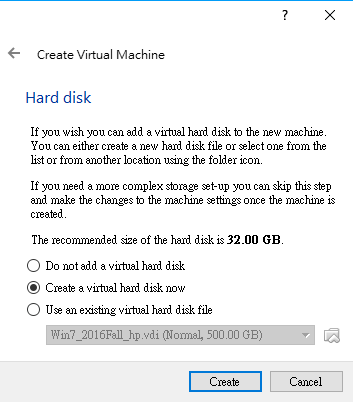 ?
Create Virtual Machine
Hard disk
If you wish you can add a virtual hard disk to the new machine.
You can either create a new hard disk file or select one from the
list or from another location using the folder icon.
If you need a more complex storage set-up you can skip this step
and make the changes to the machine settings once the machine is
created.
The recommended size of the hard disk is 32.00 GB.
Do not add a virtual hard disk
Create a virtual hard disk now
Use an existing virtual hard disk file
Win7_2016Fall_hp.vdi (Normal, 500.00 GB)
Create Cancel